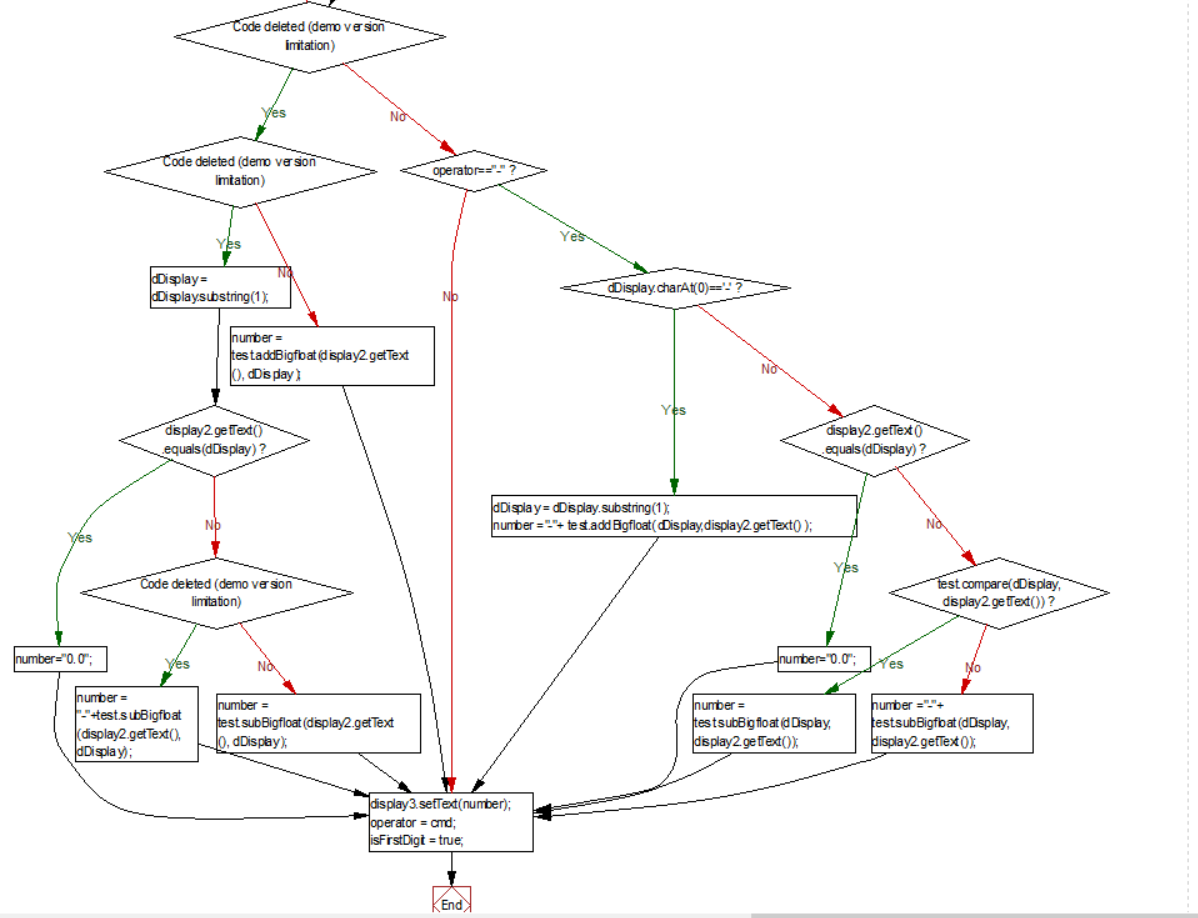 Code deleted (demo version
limitation)
Yes
No
Code deleted (demo version
limitation)
operator=="-" ?
Yes
No
Yes
No
dDisplay =
dDisplay.substring(1);
dDisplay.charAt(0)=='-' ?
number =
test.addBigfloat(display2.getText
(), dDisplay);
Yes
No
display2.getText()
.equals(dDisplay) ?
display2.getText()
.equals(dDisplay) ?
Yes
No
dDisplay = dDisplay.substring(1);
number ="-"+ test.addBigfloat( dDisplay,display2.getText() );
Yes
No
Code deleted (demo version
limitation)
test.compare(dDisplay,
display2.getText()) ?
number="0.0";
Yes
No
number="0.0";
Yes
No
number =
"-"+test.subBigfloat
(display2.getText(),
dDisplay);
number =
test.subBigfloat(display2.getText
(), dDisplay);
number =
test.subBigfloat(dDisplay,
display2.getText());
number ="-"+
test.subBigfloat(dDisplay,
display2.getText());
display3.setText(number);
operator = cmd;
isFirstDigit = true;
End